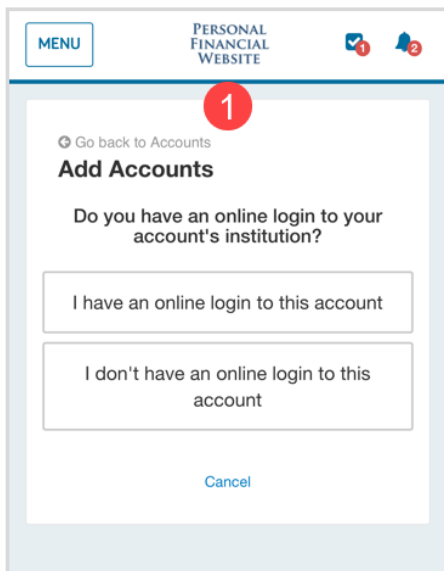 MENU
PERSONAL
FINANCIAL
WEBSITE
1
2
1
Go back to Accounts
Add Accounts
Do you have an online login to your
account's institution?
I have an online login to this account
I don't have an online login to this
account
Cancel